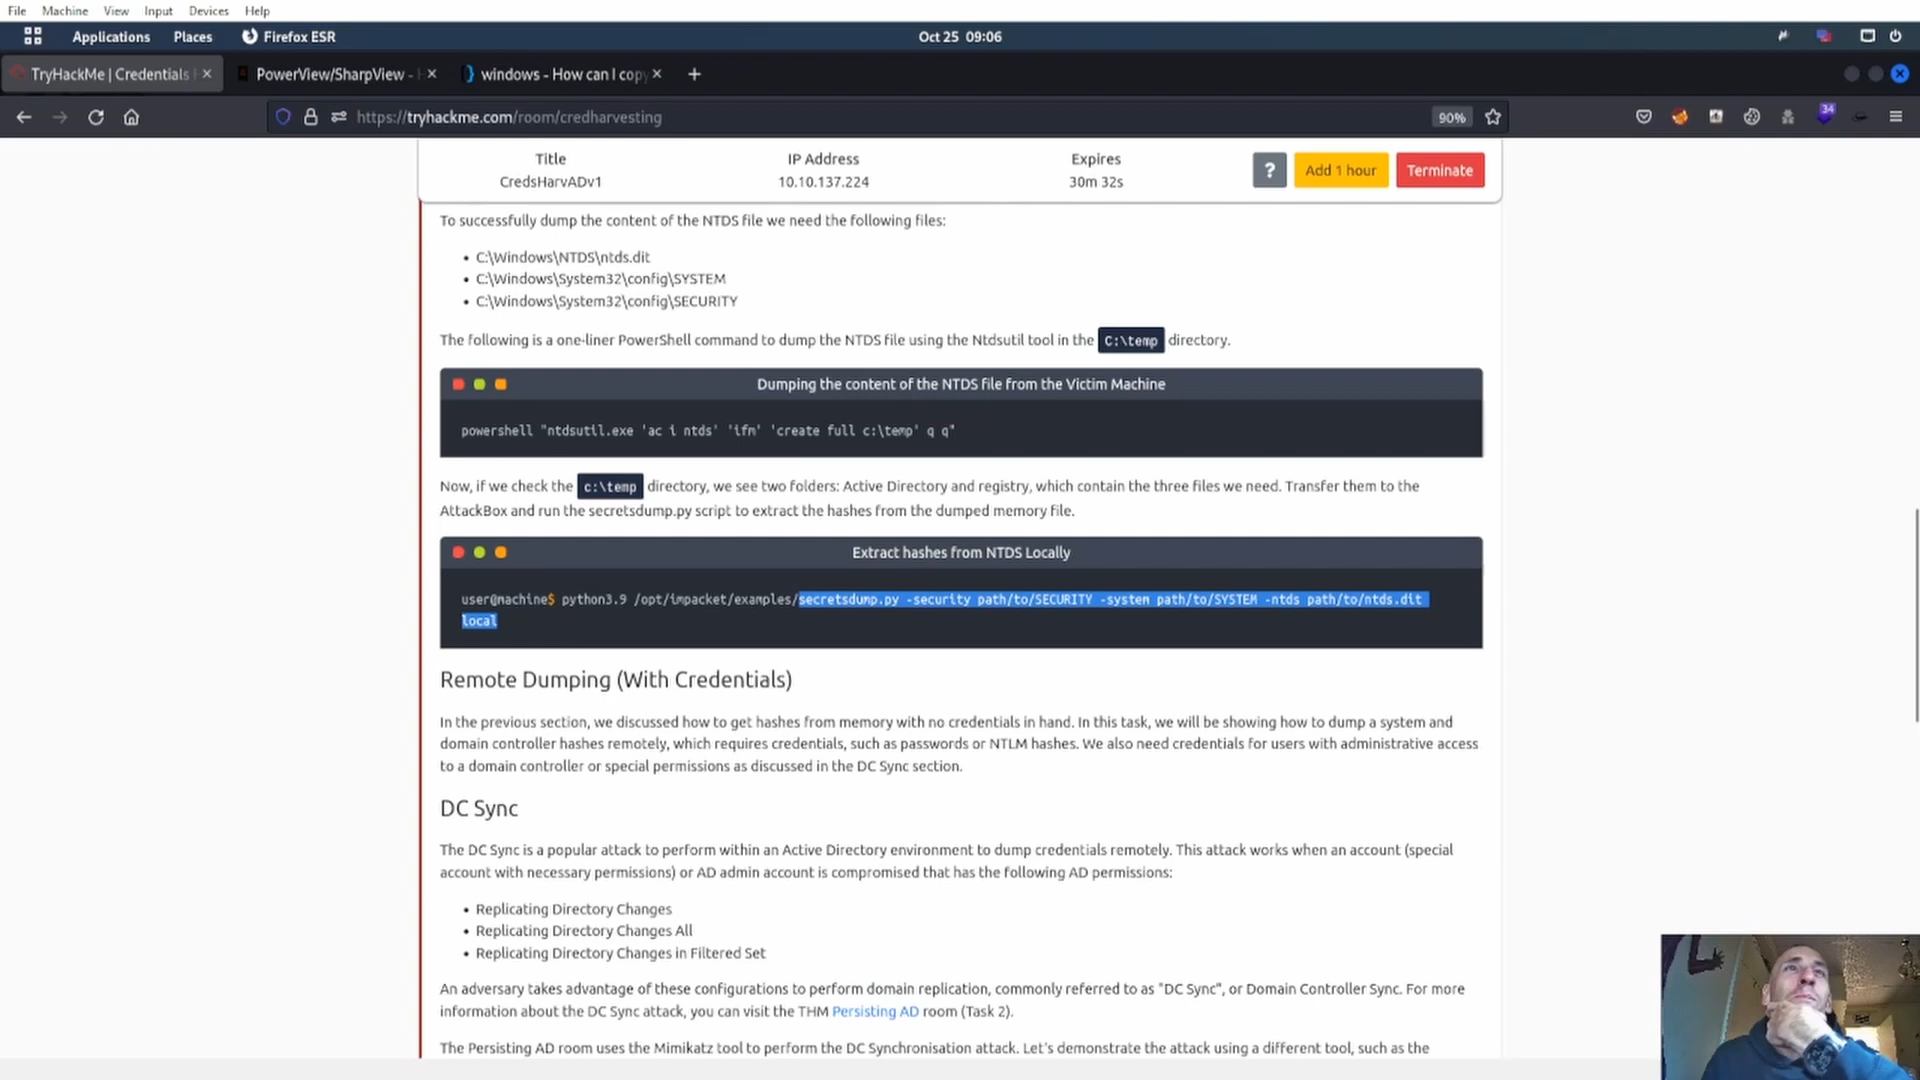 File Machine View Input Devices Help
Applications Places Firefox ESR Oct 25 09:06
TryHackMe | Credentials PowerView/SharpView - windows - How can I copy
https://tryhackme.com/room/credharvesting 90% 34
Title IP Address Expires
CredsHarvADv1 10.10.137.224 30m 32s ? Add 1 hour Terminate
To successfully dump the content of the NTDS file we need the following files:
• C:\Windows\NTDS\ntds.dit
• C:\Windows\System32\config\SYSTEM
• C:\Windows\System32\config\SECURITY
The following is a one-liner PowerShell command to dump the NTDS file using the Ntdsutil tool in the C:\temp directory.
Dumping the content of the NTDS file from the Victim Machine
powershell "ntdsutil.exe 'ac i ntds' 'ifm' 'create full c:\temp' q q"
Now, if we check the c:\temp directory, we see two folders: Active Directory and registry, which contain the three files we need. Transfer them to the
AttackBox and run the secretsdump.py script to extract the hashes from the dumped memory file.
Extract hashes from NTDS Locally
user@machine$ python3.9 /opt/impacket/examples/secretsdump.py -security path/to/SECURITY -system path/to/SYSTEM -ntds path/to/ntds.dit
local
Remote Dumping (With Credentials)
In the previous section, we discussed how to get hashes from memory with no credentials in hand. In this task, we will be showing how to dump a system and
domain controller hashes remotely, which requires credentials, such as passwords or NTLM hashes. We also need credentials for users with administrative access
to a domain controller or special permissions as discussed in the DC Sync section.
DC Sync
The DC Sync is a popular attack to perform within an Active Directory environment to dump credentials remotely. This attack works when an account (special
account with necessary permissions) or AD admin account is compromised that has the following AD permissions:
• Replicating Directory Changes
• Replicating Directory Changes All
• Replicating Directory Changes in Filtered Set
An adversary takes advantage of these configurations to perform domain replication, commonly referred to as "DC Sync", or Domain Controller Sync. For more
information about the DC Sync attack, you can visit the THM Persisting AD room (Task 2).
The Persisting AD room uses the Mimikatz tool to perform the DC Synchronisation attack. Let's demonstrate the attack using a different tool, such as the